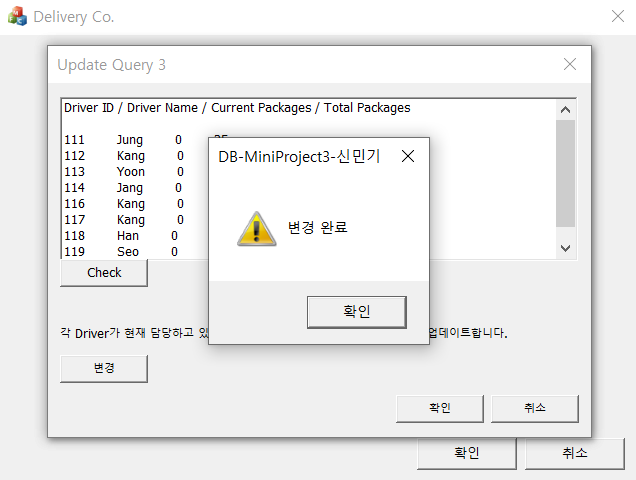 Delivery Co.
Update Query 3
Driver ID / Driver Name / Current Packages / Total Packages
111 Jung 0
112 Kang 0
113 Yoon 0
114 Jang 0
116 Kang 0
117 Kang 0
118 Han 0
119 Seo 0
DB-MiniProject3-신민기
변경 완료
확인
Check
각 Driver가 현재 담당하고 업데이트합니다.
변경
확인 취소
확인 취소